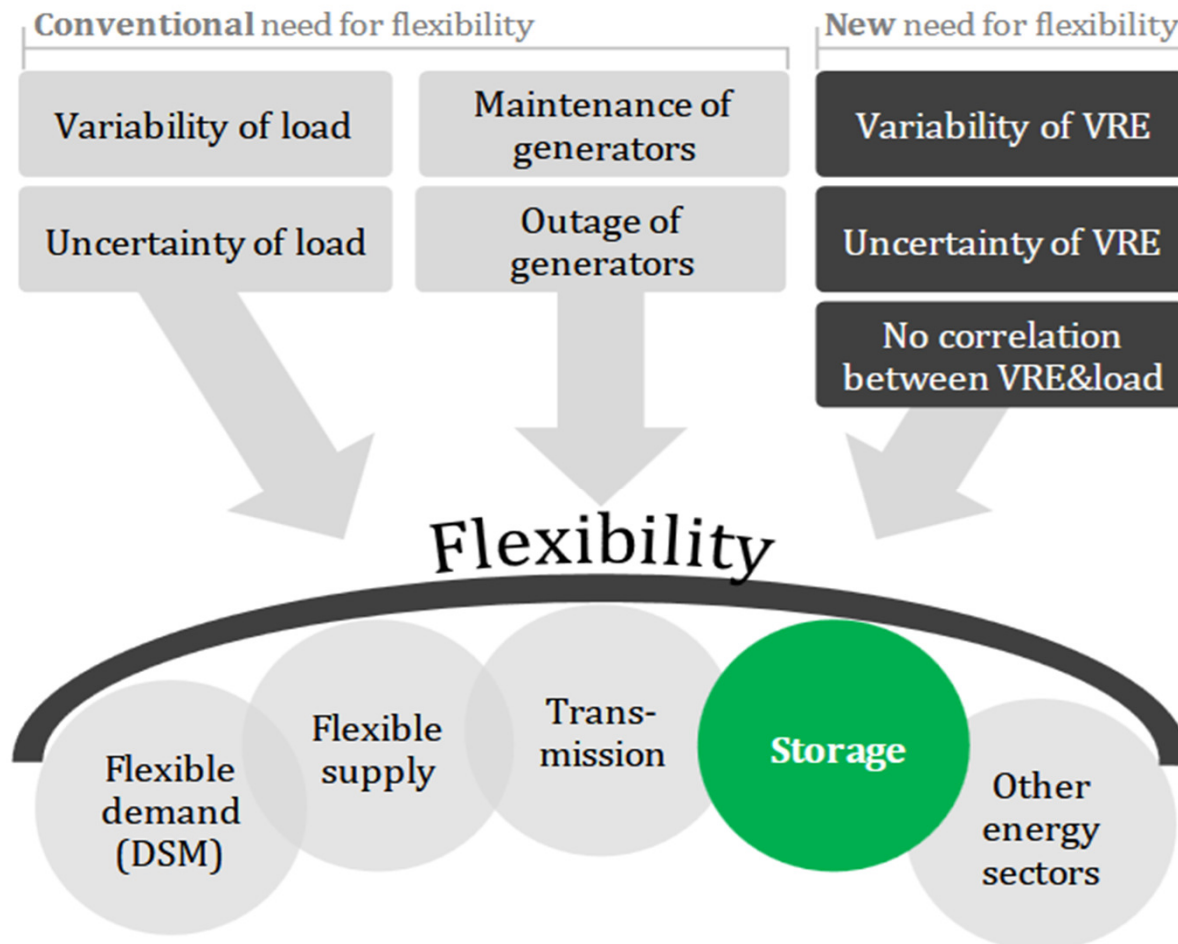 Conventional need for flexibility
New need for flexibility
Variability of load
Maintenance of
generators
Variability of VRE
Uncertainty of load
Outage of
generators
Uncertainty of VRE
No correlation
between VRE&load
Flexibility
Flexible
demand
(DSM)
Flexible
supply
Trans-
mission
Storage
Other
energy
sectors